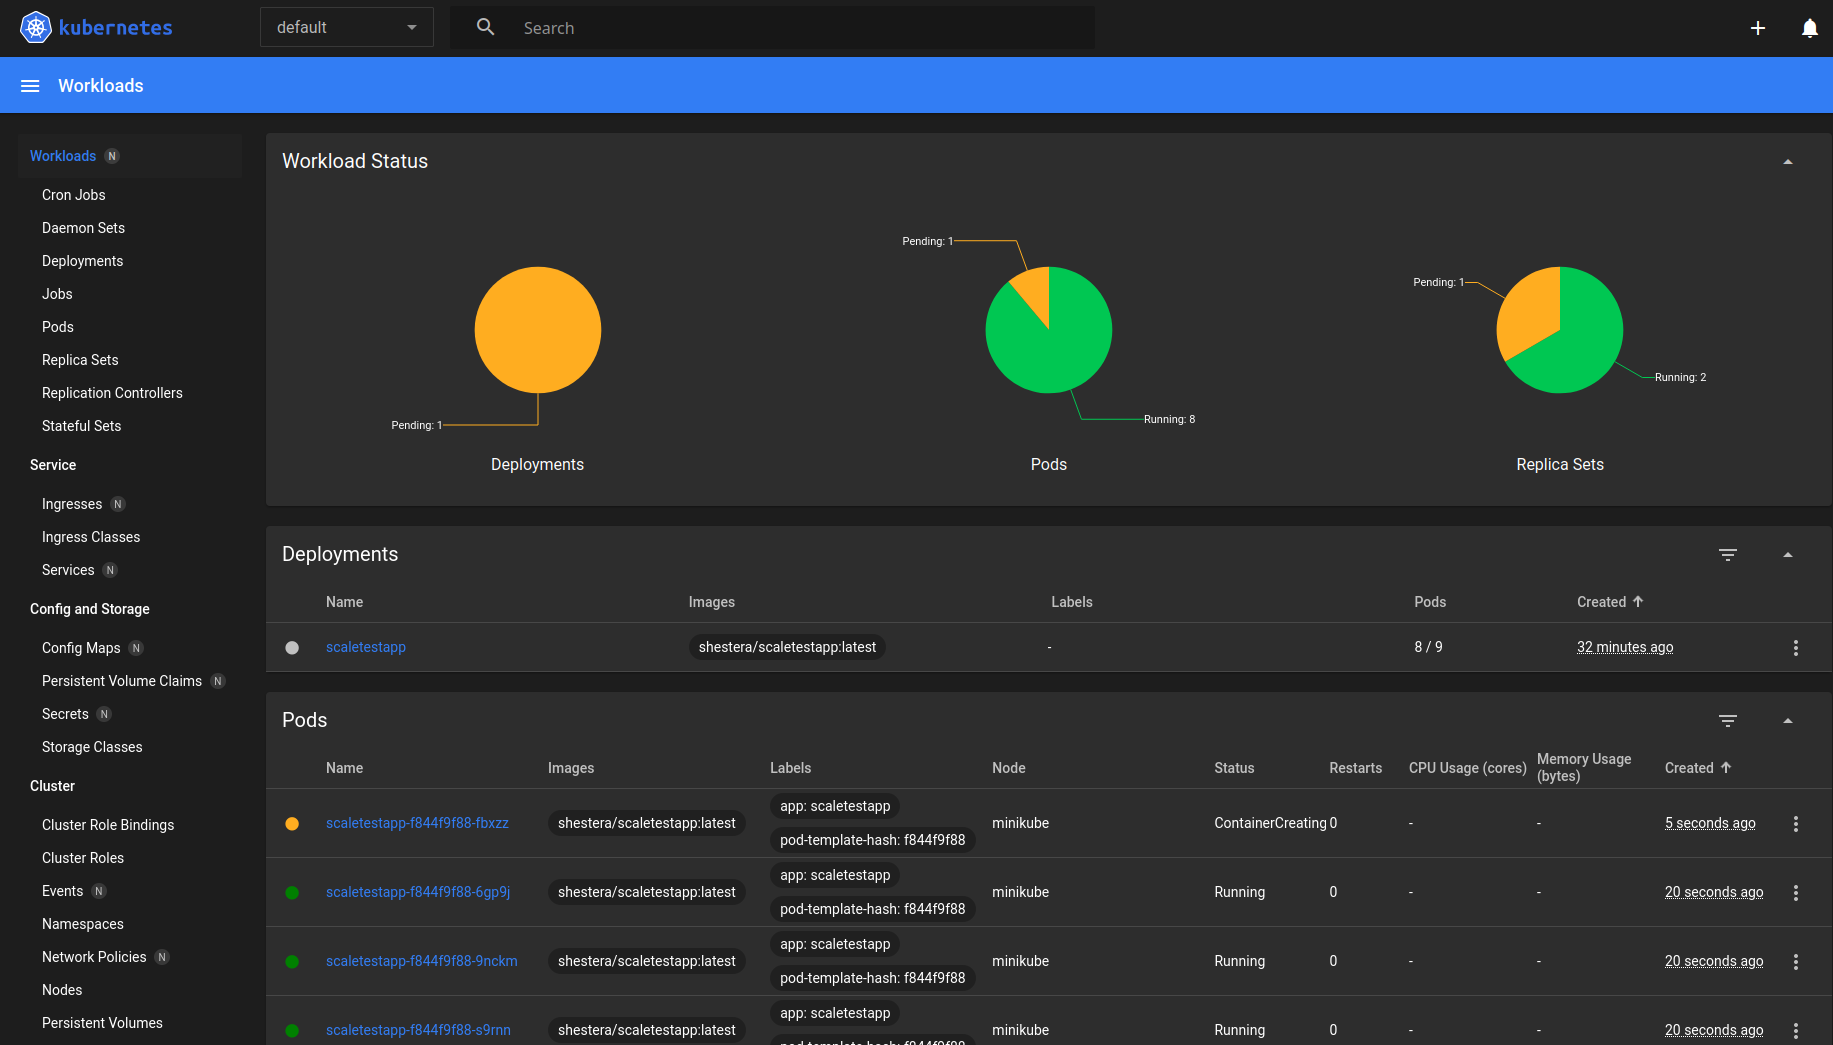 kubernetes
default
Search
Workloads
Workloads N
Cron Jobs
Daemon Sets
Deployments
Jobs
Pods
Replica Sets
Replication Controllers
Stateful Sets
Service
Ingresses N
Ingress Classes
Services N
Config and Storage
Config Maps N
Persistent Volume Claims N
Secrets N
Storage Classes
Cluster
Cluster Role Bindings
Cluster Roles
Events N
Namespaces
Network Policies N
Nodes
Persistent Volumes
Workload Status
Pending: 1
Deployments
Pending: 1
Running: 8
Pods
Pending: 1
Running: 2
Replica Sets
Deployments
Name Images Labels Pods Created
scaletestapp shestera/scaletestapp:latest - 8 / 9 32 minutes ago
Pods
Name Images Labels Node Status Restarts CPU Usage (cores) Memory Usage
(bytes) Created
app: scaletestapp
scaletestapp-f844f9f88-fbxzz shestera/scaletestapp:latest minikube ContainerCreating 0 - - 5 seconds ago
pod-template-hash: f844f9f88
app: scaletestapp
scaletestapp-f844f9f88-6gp9j shestera/scaletestapp:latest minikube Running 0 - - 20 seconds ago
pod-template-hash: f844f9f88
app: scaletestapp
scaletestapp-f844f9f88-9nckm shestera/scaletestapp:latest minikube Running 0 - - 20 seconds ago
pod-template-hash: f844f9f88
app: scaletestapp
scaletestapp-f844f9f88-s9rnn shestera/scaletestapp:latest minikube Running 0 - - 20 seconds ago